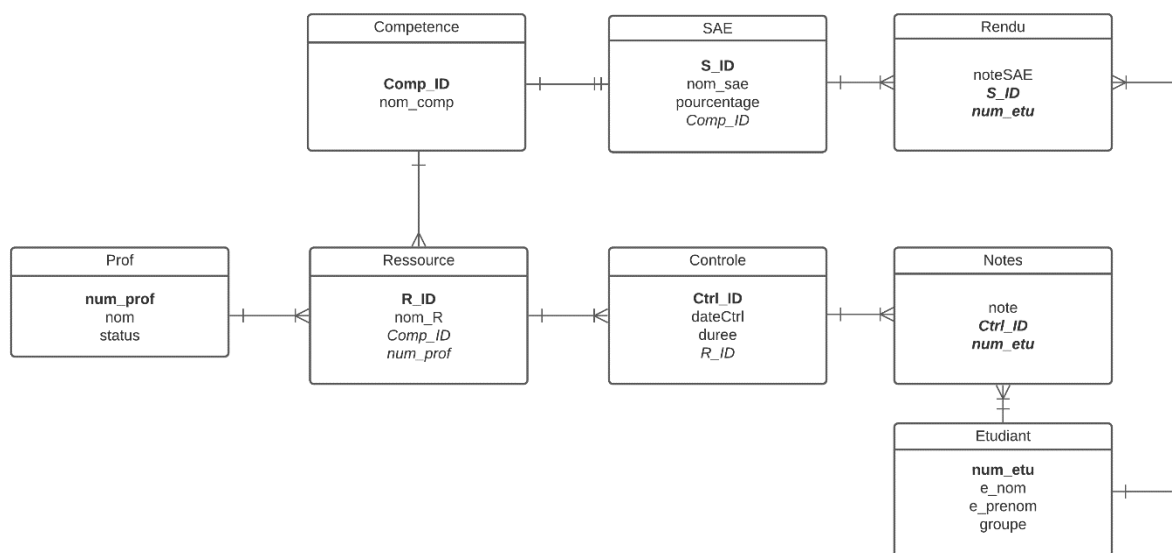 Competence
Comp_ID
nom_comp
SAE
S_ID
nom_sae
pourcentage
Comp_ID
Rendu
noteSAE
S_ID
num_etu
Prof
num_prof
nom
status
Ressource
R_ID
nom_R
Comp_ID
num_prof
Controle
Ctrl_ID
dateCtrl
duree
R_ID
Notes
note
Ctrl_ID
num_etu
Etudiant
num_etu
e_nom
e_prenom
groupe